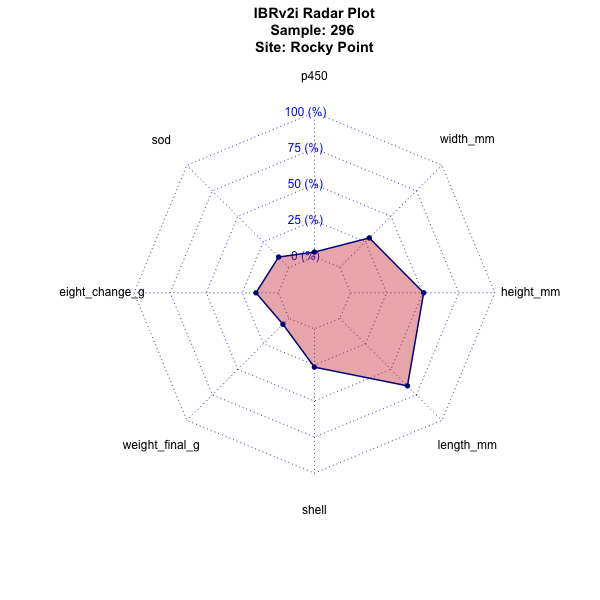 IBRv2i Radar Plot
Sample: 296
Site: Rocky Point
p450
100 (%)
sod
width_mm
75 (%)
50 (%)
25 (%)
0 (%)
eight_change_g
height_mm
weight_final_g
length_mm
shell